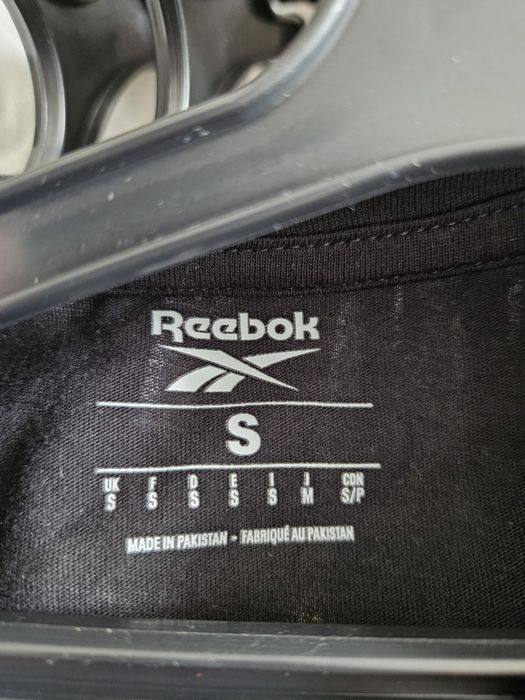 Reebok
S
UK F D E I J CDN
S S S S S M S/P
MADE IN PAKISTAN - FABRIQUÉ AU PAKISTAN